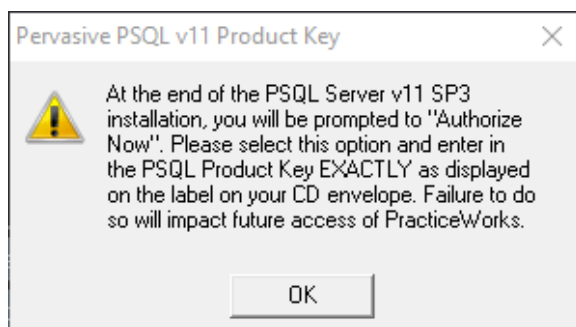 Pervasive PSQL v11 Product Key
At the end of the PSQL Server v11 SP3
installation, you will be prompted to "Authorize
Now". Please select this option and enter in
the PSQL Product Key EXACTLY as displayed
on the label on your CD envelope. Failure to do
so will impact future access of PracticeWorks.
OK